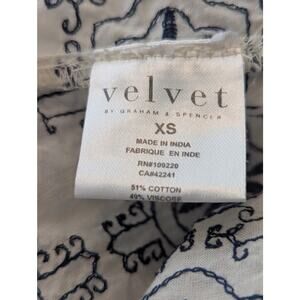 velvet
BY GRAHAM & SPENCER
XS
MADE IN INDIA
FABRIQUE EN INDE
RN#109220
CA#42241
51% COTTON
49% VISCOSE